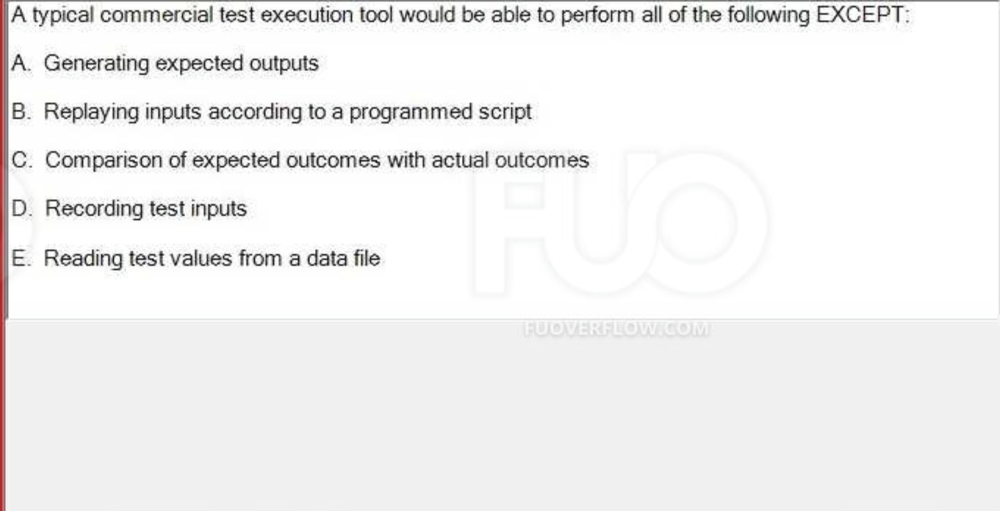 A typical commercial test execution tool would be able to perform all of the following EXCEPT:
A. Generating expected outputs
B. Replaying inputs according to a programmed script
C. Comparison of expected outcomes with actual outcomes
D. Recording test inputs
E. Reading test values from a data file
FUO
FUOVERFLOW.COM